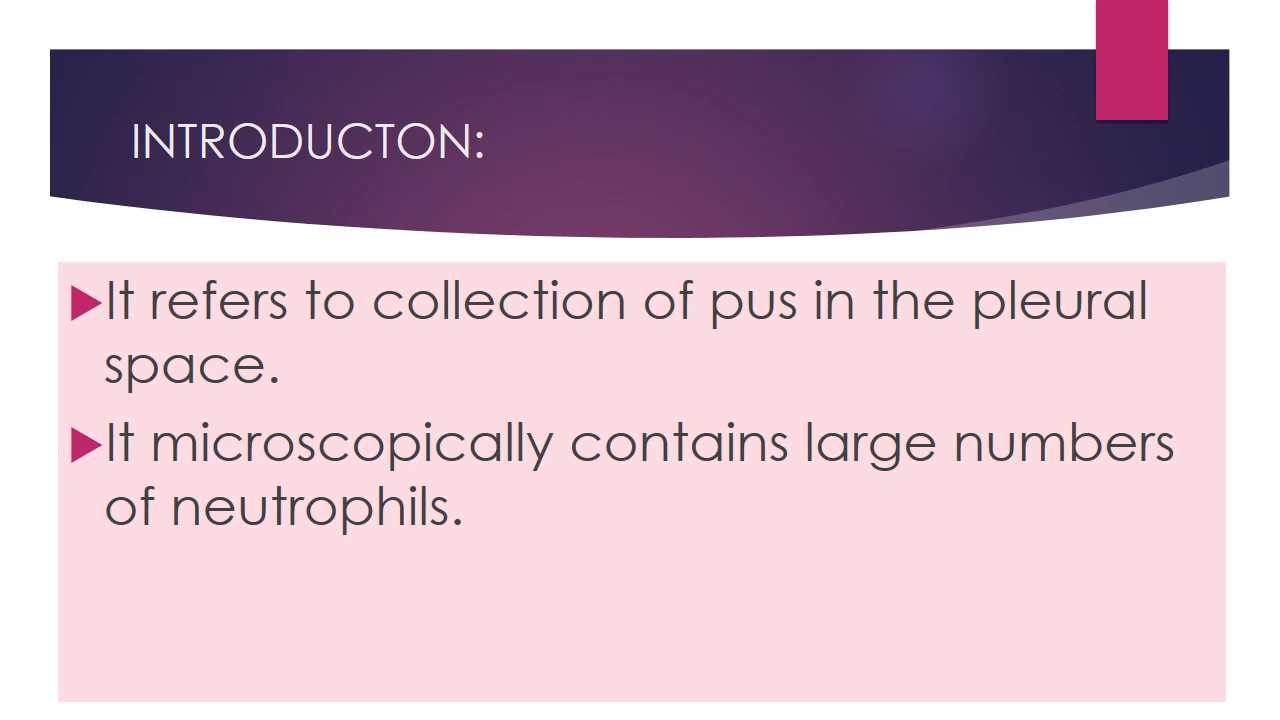 INTRODUCTON:
It refers to collection of pus in the pleural
space.
It microscopically contains large numbers
of neutrophils.